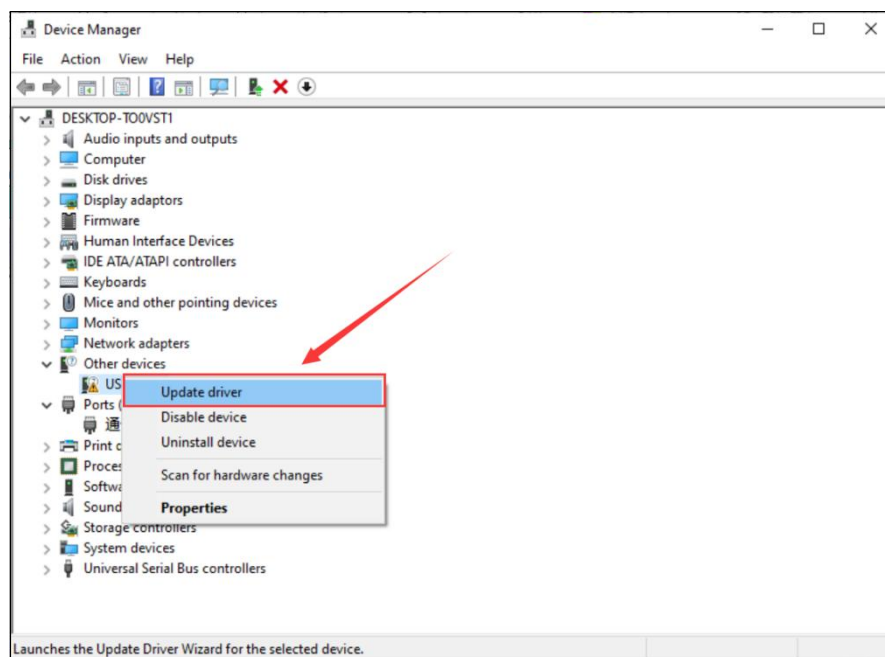 Device Manager
File Action View Help
DESKTOP-TO0VST1
Audio inputs and outputs
Computer
Disk drives
Display adaptors
Firmware
Human Interface Devices
IDE ATA/ATAPI controllers
Keyboards
Mice and other pointing devices
Monitors
Network adapters
Other devices
US
Update driver
Ports (
Disable device
通
Uninstall device
Print
Proces
Scan for hardware changes
Softwa
Sound
Properties
Storage controllers
System devices
Universal Serial Bus controllers
Launches the Update Driver Wizard for the selected device.